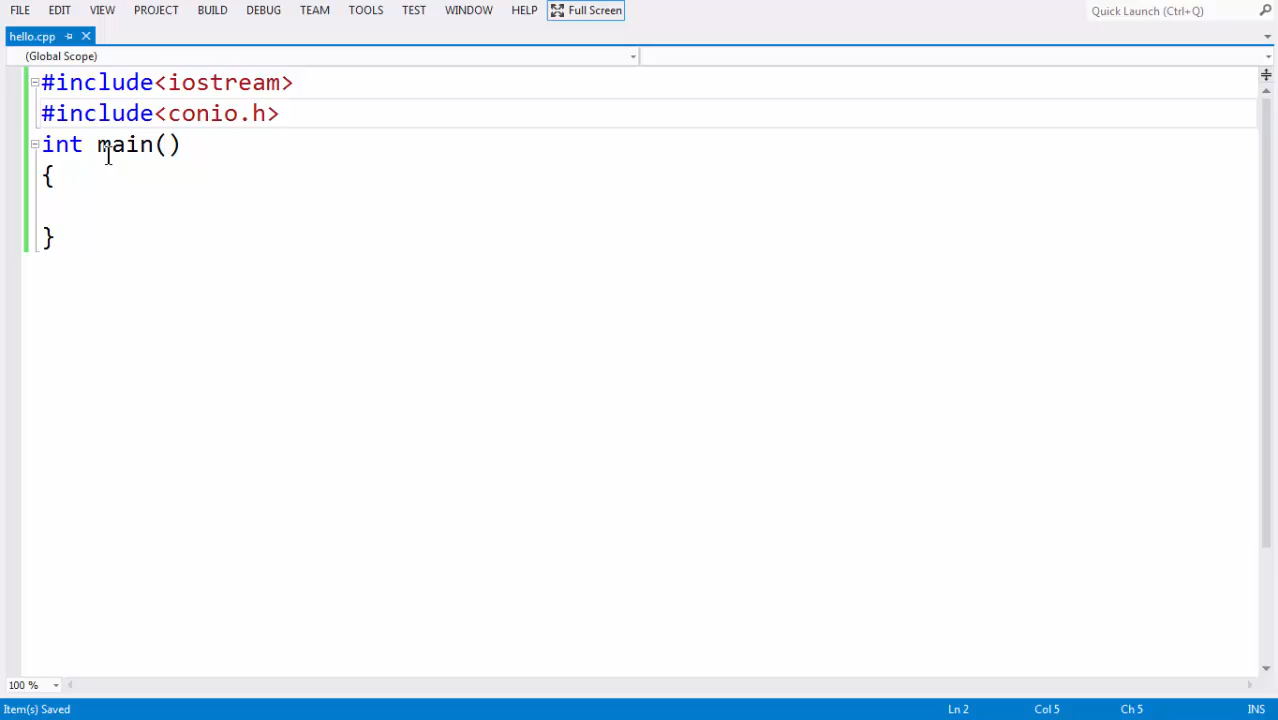 FILE EDIT VIEW PROJECT BUILD DEBUG TEAM TOOLS TEST WINDOW HELP Full Screen Quick Launch (Ctrl+Q)
hello.cpp
(Global Scope)
#include<iostream>
#include<conio.h>
int main()
{
}
100 %
Item(s) Saved Ln 2 Col 5 Ch 5 INS